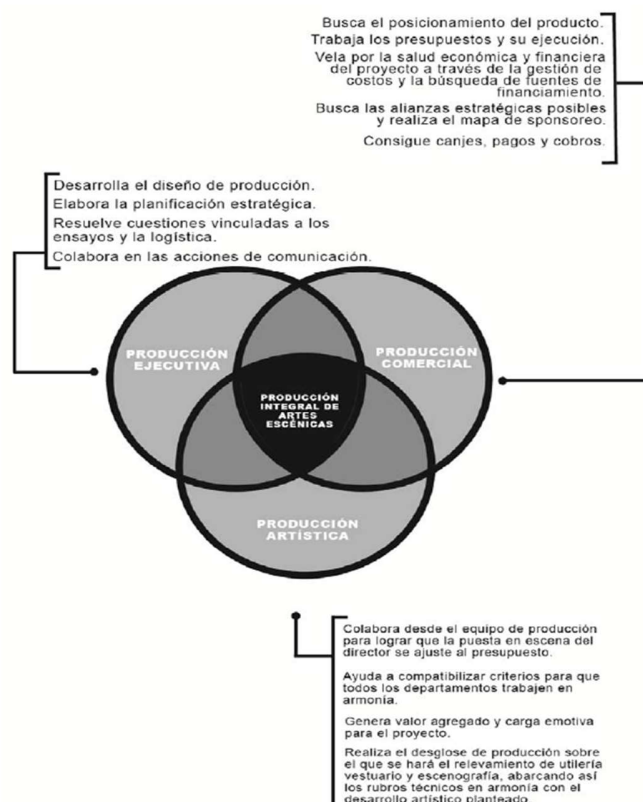 Busca el posicionamiento del producto.
Trabaja los presupuestos y su ejecución.
Vela por la salud económica y financiera
del proyecto a través de la gestión de
costos y la búsqueda de fuentes de
financiamiento.
Busca las alianzas estratégicas posibles
y realiza el mapa de sponsoreo.
Consigue canjes, pagos y cobros.
Desarrolla el diseño de producción.
Elabora la planificación estratégica.
Resuelve cuestiones vinculadas a los
ensayos y la logística.
Colabora en las acciones de comunicación.
PRODUCCIÓN
EJECUTIVA
PRODUCCIÓN
COMERCIAL
PRODUCCIÓN
INTEGRAL DE
ARTES
ESCÉNICAS
PRODUCCIÓN
ARTÍSTICA
Colabora desde el equipo de producción
para lograr que la puesta en escena del
director se ajuste al presupuesto.
Ayuda a compatibilizar criterios para que
todos los departamentos trabajen en
armonía.
Genera valor agregado y carga emotiva
para el proyecto.
Realiza el desglose de producción sobre
el que se hará el relevamiento de utilería
vestuario y escenografía, abarcando así
los rubros técnicos en armonía con el
desarrollo artístico planteado.